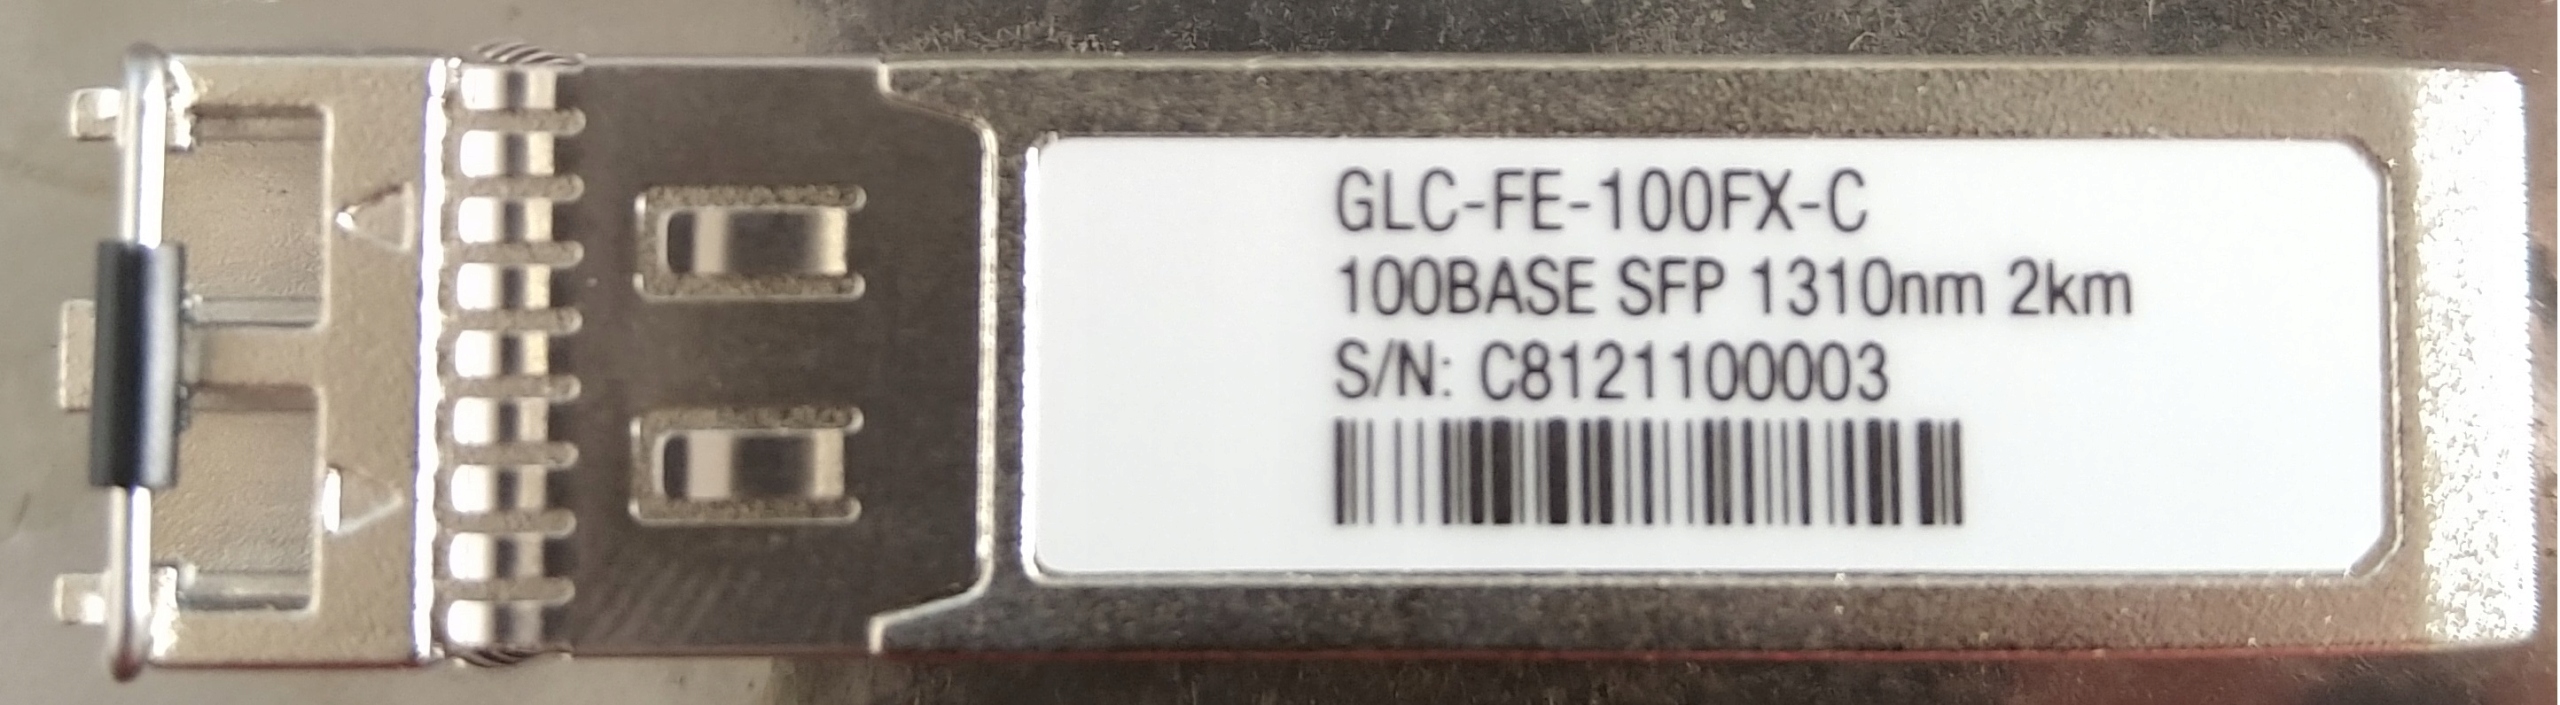 GLC-FE-100FX-C
100BASE SFP 1310nm 2km
S/N: C8121100003